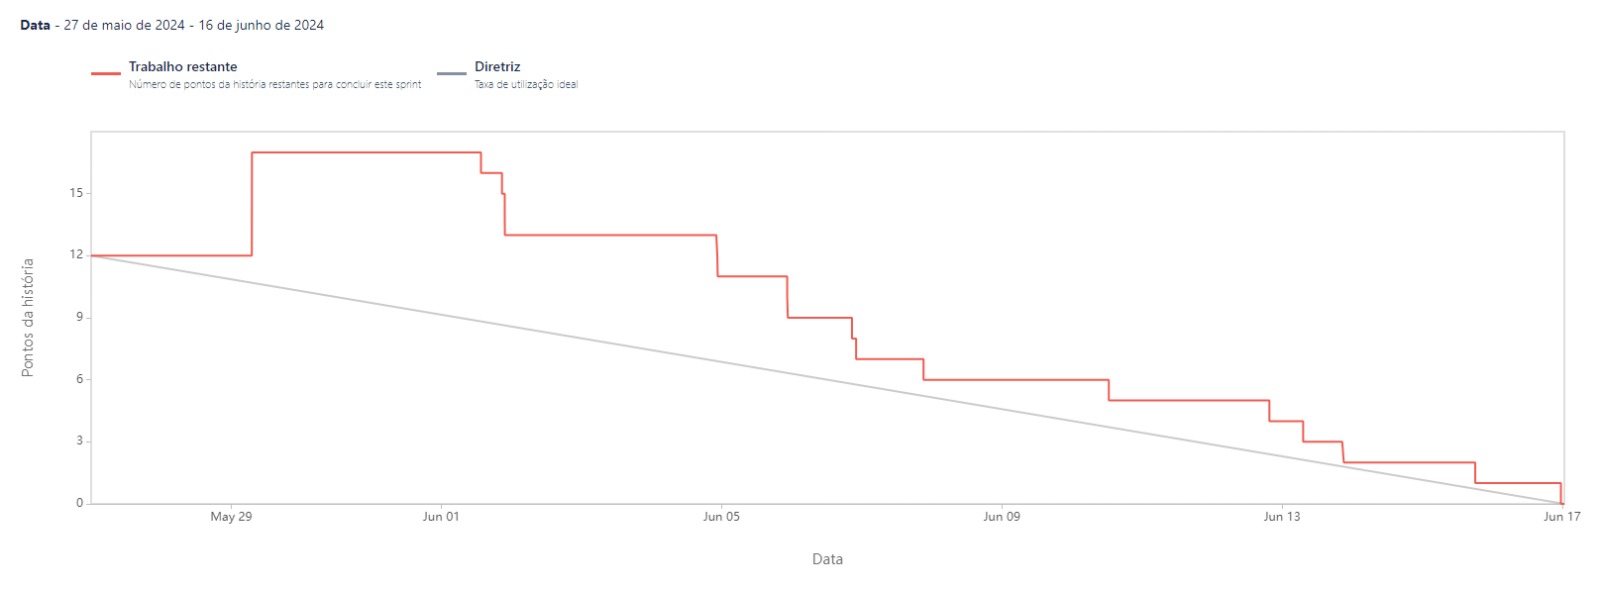 Data - 27 de maio de 2024 - 16 de junho de 2024
Trabalho restante
Número de pontos da história restantes para concluir este sprint
Diretriz
Taxa de utilização ideal
Pontos da história
15
12
9
6
3
0
May 29
Jun 01
Jun 05
Jun 09
Jun 13
Jun 17
Data